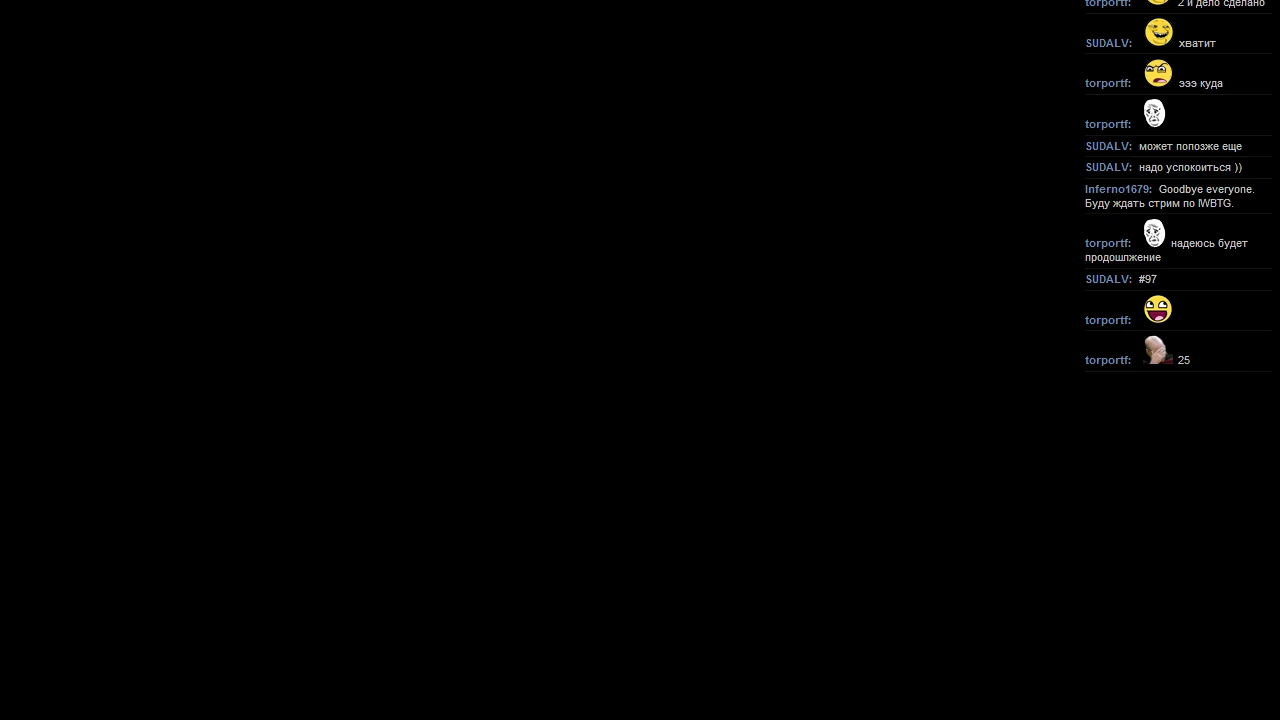 torportf: 2 и дело сделано
SUDALV: хватит
torportf: эээ куда
torportf:
SUDALV: может попозже еще
SUDALV: надо успокоиться ))
Inferno1679: Goodbye everyone.
Буду ждать стрим по IWBTG.
torportf: надеюсь будет
продошлжение
SUDALV: #97
torportf:
torportf: 25